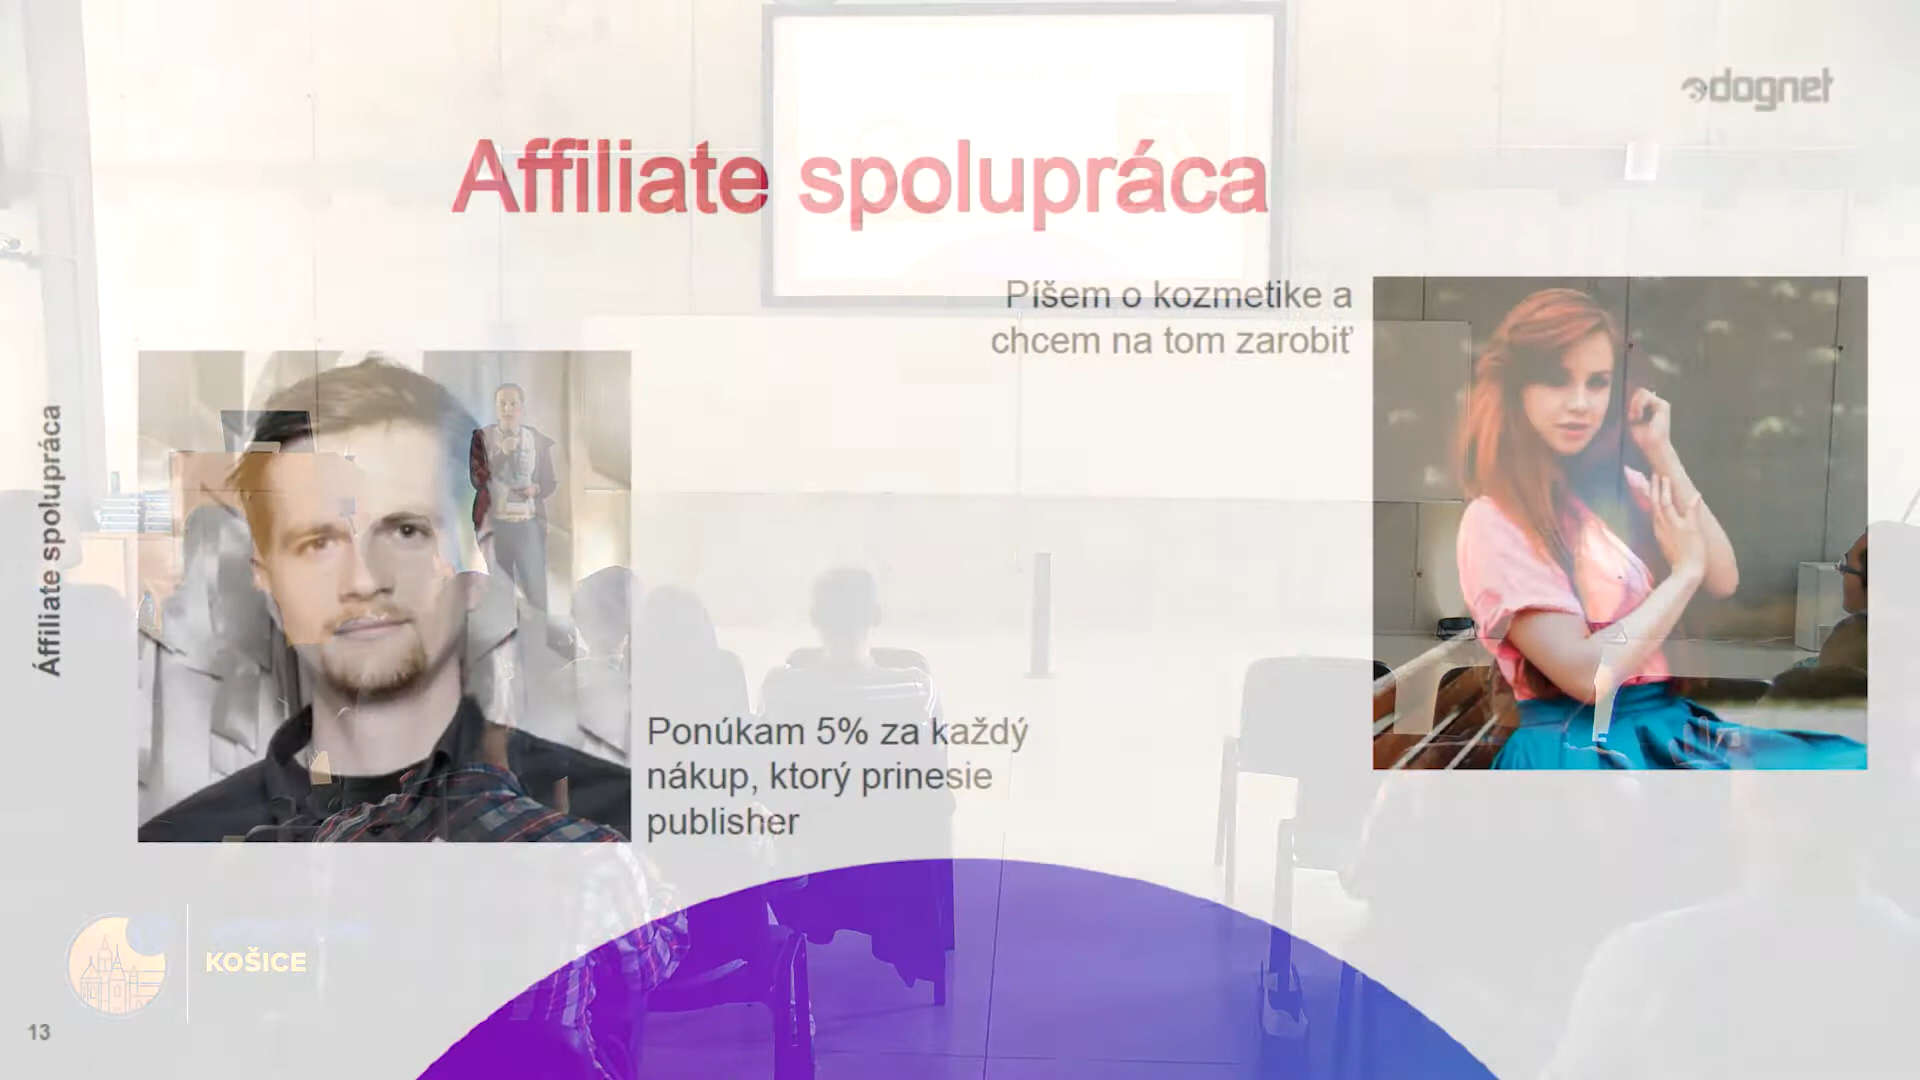 dognet
Affiliate spolupráca
Píšem o kozmetike a
chcem na tom zarobiť
Affiliate spolupráca
Ponúkam 5% za každý
nákup, ktorý prinesie
publisher
KOŠICE
13